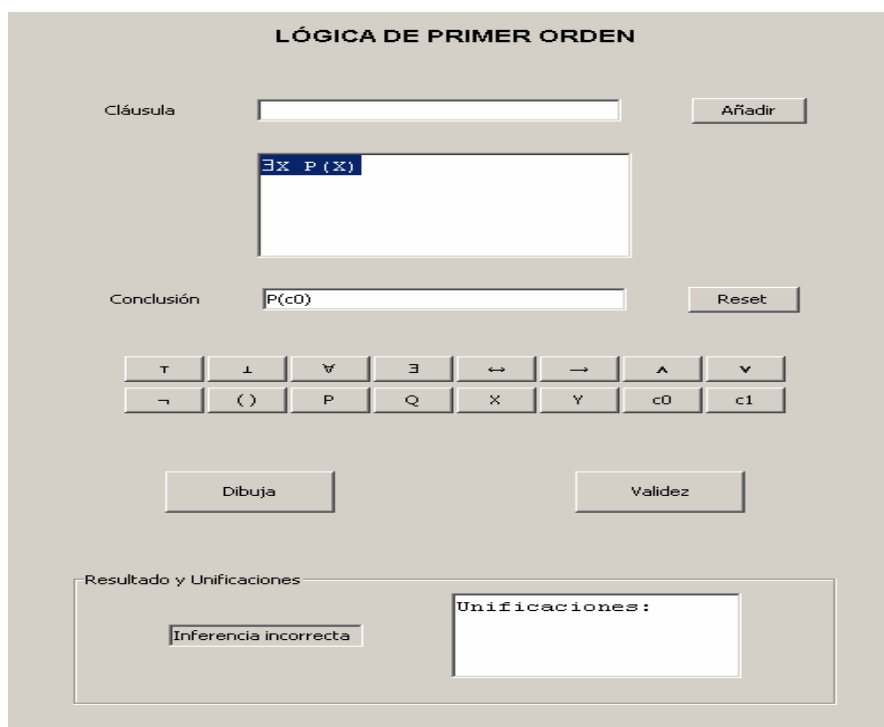 LÓGICA DE PRIMER ORDEN
Cláusula Añadir
∃X P(X)
Conclusión P(c0) Reset
⊤ ⊥ ∀ ∃ ↔ → ∧ ∨
¬ ( ) P Q X Y c0 c1
Dibuja Validez
Resultado y Unificaciones
Unificaciones:
Inferencia incorrecta